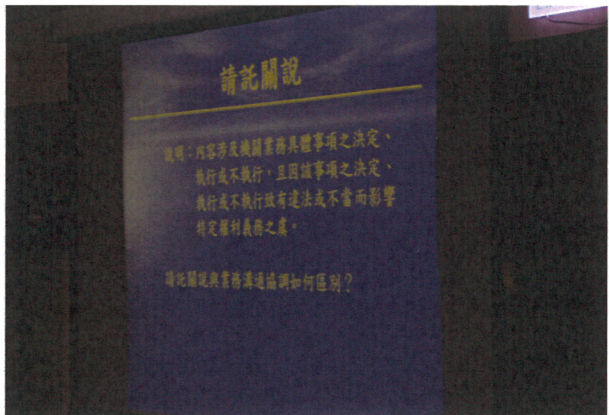 請託關說
說明：內容涉及機關業務具體事項之決定、
執行或不執行，且因該事項之決定、
執行或不執行致有違法或不當而影響
特定權利義務之虞。
請託關說與業務溝通協調如何區別？